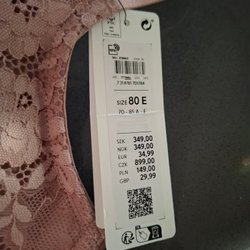 SIZE 80 E
70 - 85 A - F
SEK 349,00
NOK 349,00
EUR 34,99
CZK 899,00
PLN 149,00
GBP 29,99